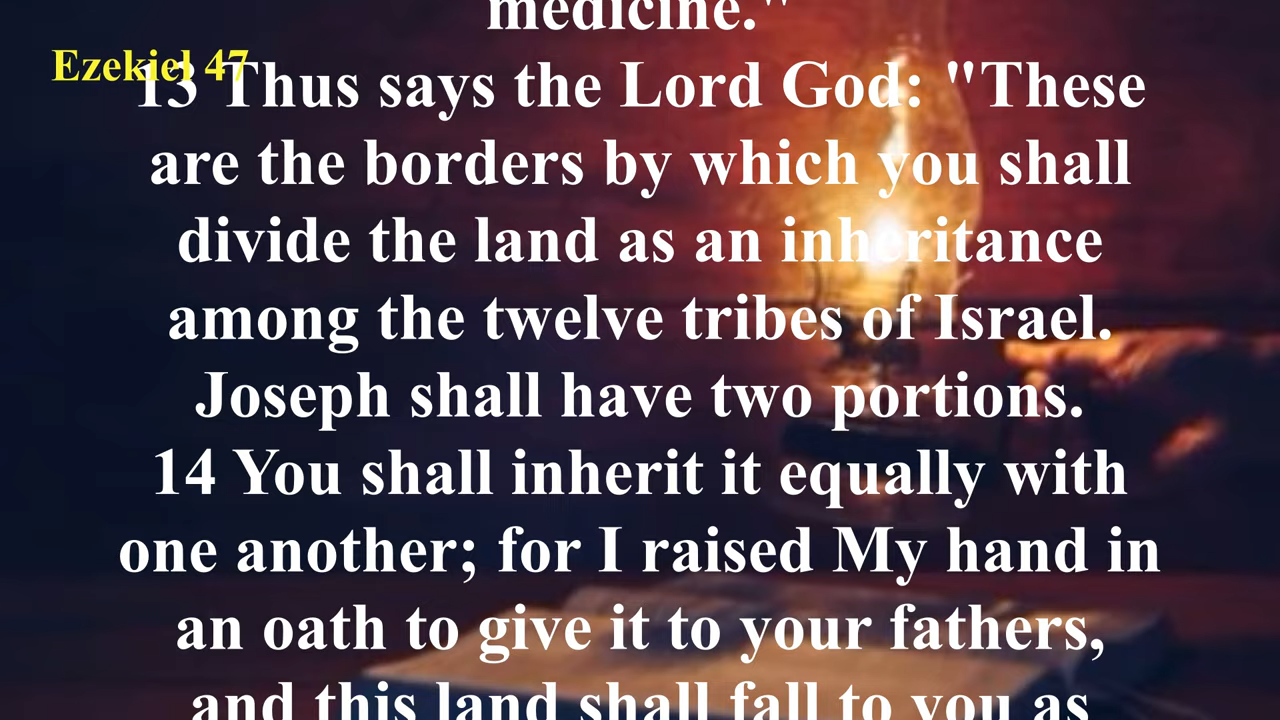 medicine."
Ezekiel 47
13 Thus says the Lord God: "These
are the borders by which you shall
divide the land as an inheritance
among the twelve tribes of Israel.
Joseph shall have two portions.
14 You shall inherit it equally with
one another; for I raised My hand in
an oath to give it to your fathers,
and this land shall fall to you as